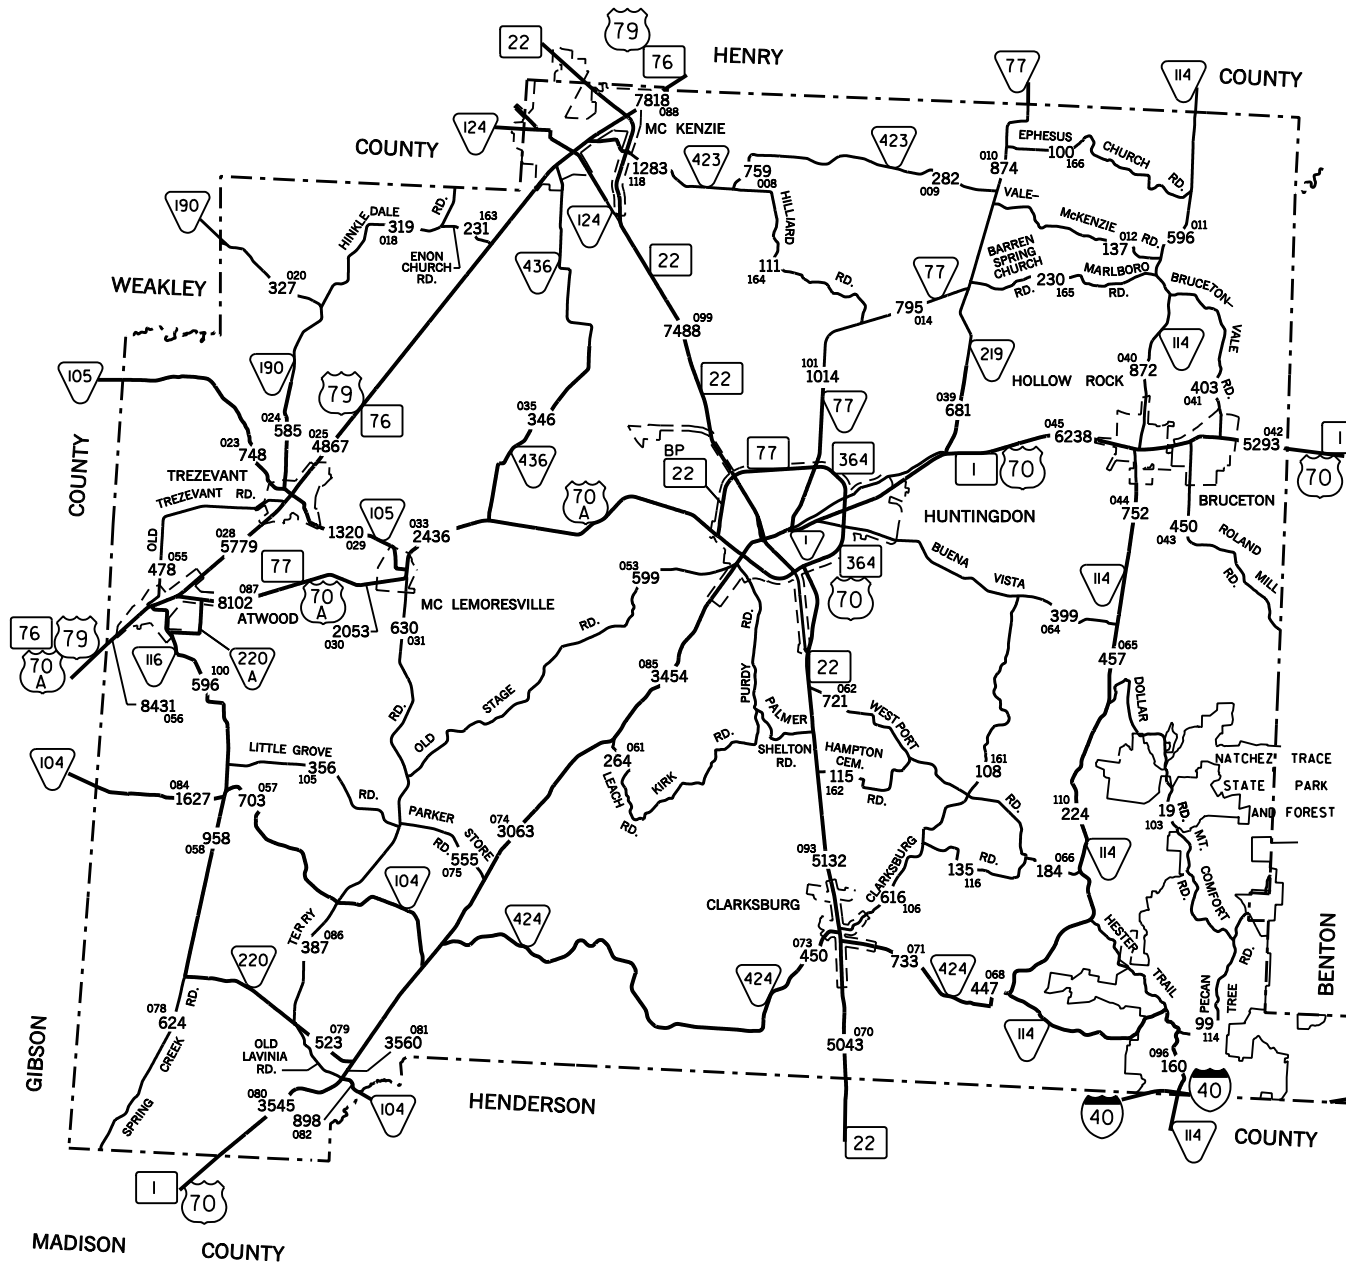 79
22
76
HENRY
77
114
COUNTY
7818
088
124
MC KENZIE
COUNTY
423
EPHESUS
100
166
CHURCH
RD.
423
010
874
1283
118
759
008
282
009
190
HINKLE DALE
RD.
319
018
163
231
ENON
CHURCH
RD.
124
HILLIARD
VALE-
McKENZIE
012
RD.
137
011
596
BARREN
SPRING
CHURCH
RD.
230
165
MARLBORO
RD.
BRUCETON-
VALE
RD.
WEAKLEY
020
327
436
22
111
164
RD.
77
795
014
099
7488
101
1014
219
114
040
872
HOLLOW ROCK
403
041
105
190
79
76
22
035
346
77
039
681
024
585
025
4867
023
748
COUNTY
TREZEVANT
OLD
TREZEVANT RD.
436
BP
22
77
364
045
6238
042
5293
1
70
1
70
BRUCETON
70
A
105
1320
029
033
2436
HUNTINGDON
044
752
450
043
ROLAND
MILL
RD.
028
5779
055
478
77
1
364
BUENA
VISTA
70
087
8102
ATWOOD
70
A
MC LEMORESVILLE
053
599
114
399
064
76
79
70
A
116
220
A
2053
030
630
031
RD.
22
100
596
8431
056
085
3454
PURDY
RD.
065
457
062
721
WESTPORT
DOLLAR
RD.
OLD
STAGE
RD.
PALMER
SHELTON
RD.
HAMPTON
CEM.
RD.
115
162
NATCHEZ TRACE
STATE PARK
AND FOREST
104
LITTLE GROVE
RD.
356
105
061
264
LEACH
RD.
KIRK
RD.
161
108
084
1627
057
703
PARKER
STORE
RD.
555
075
074
3063
110
224
19
103
RD.
MT.
COMFORT
RD.
058
958
093
5132
135
116
RD.
066
184
114
104
CLARKSBURG
CLARKSBURG
616
106
424
TERRY
086
387
073
450
071
733
HESTER
TRAIL
BENTON
220
424
424
068
447
PECAN
TREE
RD.
99
114
078
624
RD.
CREEK
SPRING
079
523
081
3560
OLD
LAVINIA
RD.
070
5043
114
096
160
GIBSON
080
3545
898
082
104
HENDERSON
40
40
22
114
COUNTY
1
70
MADISON
COUNTY